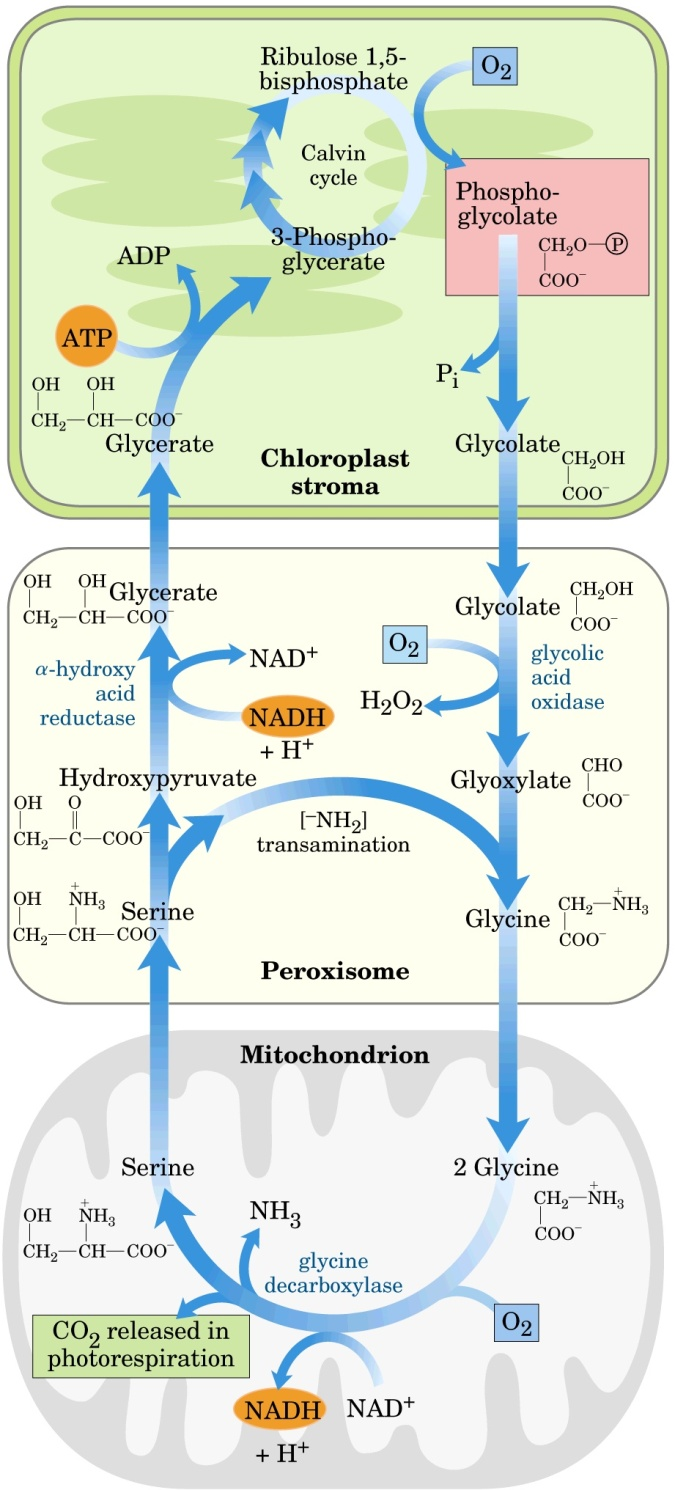 Ribulose 1,5-
bisphosphate
O2
Calvin
cycle
Phospho-
glycolate
CH2O—P
COO−
3-Phospho-
glycerate
ADP
ATP
Pi
OH OH
CH2—CH—COO−
Glycerate
Glycolate
CH2OH
COO−
Chloroplast
stroma
OH OH
CH2—CH—COO−
Glycerate
Glycolate
CH2OH
COO−
α-hydroxy
acid
reductase
NAD+
NADH
+ H+
O2
H2O2
glycolic
acid
oxidase
Hydroxypyruvate
OH O
CH2—C—COO−
Glyoxylate
CHO
COO−
[−NH2]
transamination
OH +NH3
CH2—CH—COO−
Serine
Glycine
CH2—+NH3
COO−
Peroxisome
Mitochondrion
Serine
OH +NH3
CH2—CH—COO−
2 Glycine
CH2—+NH3
COO−
NH3
glycine
decarboxylase
O2
CO2 released in
photorespiration
NADH
+ H+
NAD+